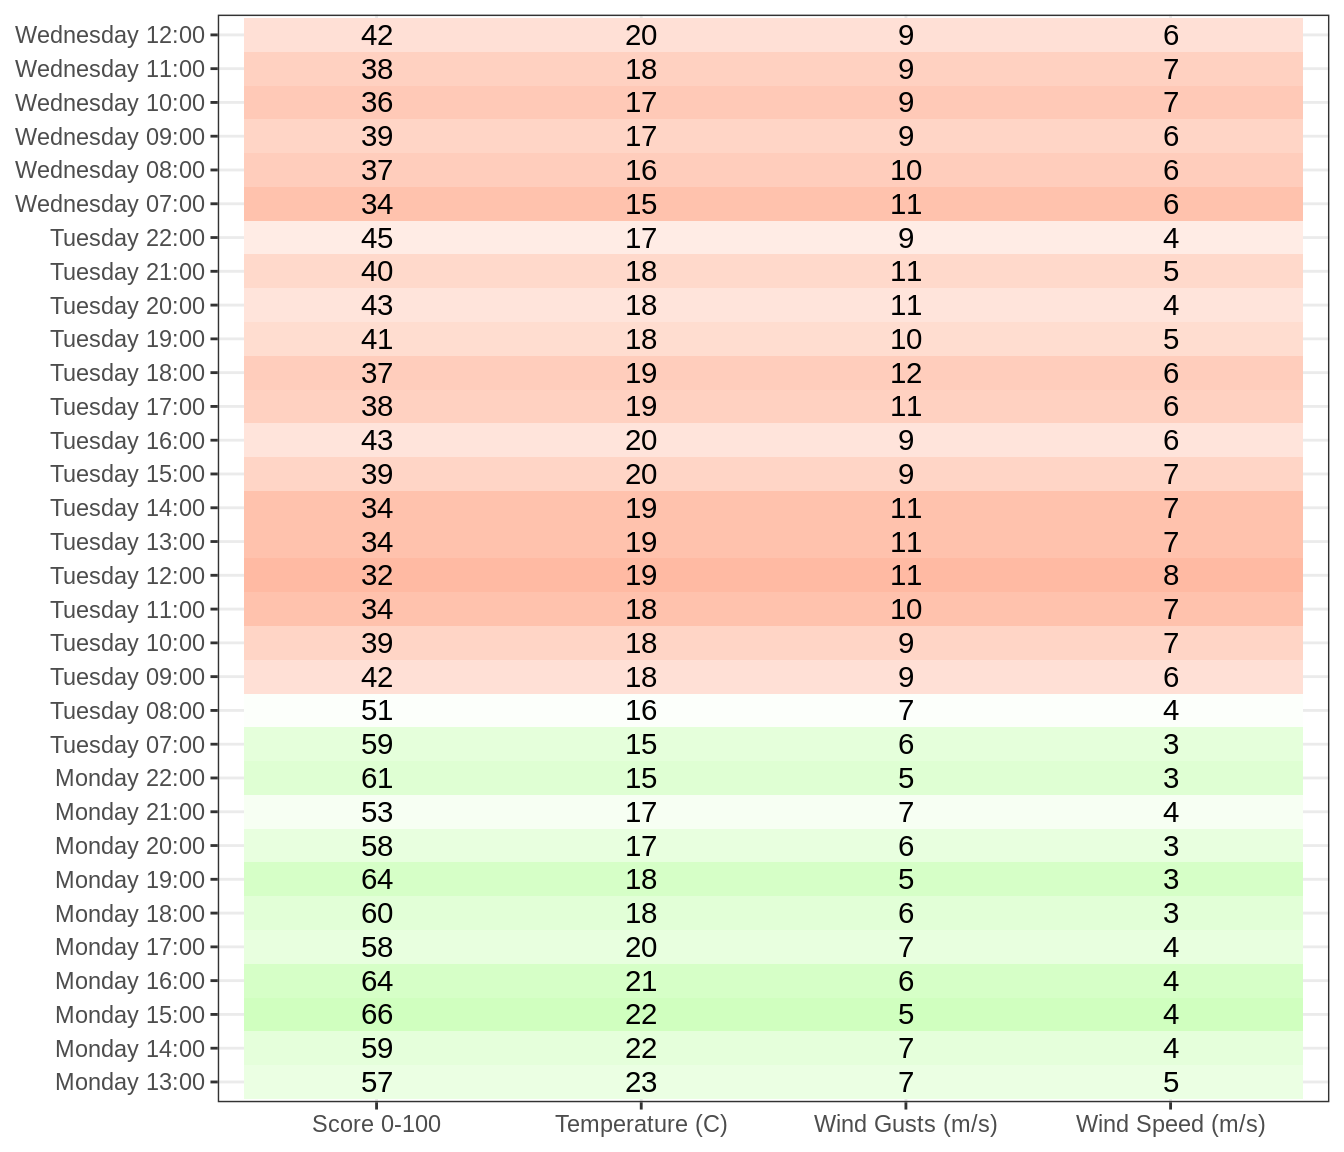 Wednesday 12:00 42 20 9 6
Wednesday 11:00 38 18 9 7
Wednesday 10:00 36 17 9 7
Wednesday 09:00 39 17 9 6
Wednesday 08:00 37 16 10 6
Wednesday 07:00 34 15 11 6
Tuesday 22:00 45 17 9 4
Tuesday 21:00 40 18 11 5
Tuesday 20:00 43 18 11 4
Tuesday 19:00 41 18 10 5
Tuesday 18:00 37 19 12 6
Tuesday 17:00 38 19 11 6
Tuesday 16:00 43 20 9 6
Tuesday 15:00 39 20 9 7
Tuesday 14:00 34 19 11 7
Tuesday 13:00 34 19 11 7
Tuesday 12:00 32 19 11 8
Tuesday 11:00 34 18 10 7
Tuesday 10:00 39 18 9 7
Tuesday 09:00 42 18 9 6
Tuesday 08:00 51 16 7 4
Tuesday 07:00 59 15 6 3
Monday 22:00 61 15 5 3
Monday 21:00 53 17 7 4
Monday 20:00 58 17 6 3
Monday 19:00 64 18 5 3
Monday 18:00 60 18 6 3
Monday 17:00 58 20 7 4
Monday 16:00 64 21 6 4
Monday 15:00 66 22 5 4
Monday 14:00 59 22 7 4
Monday 13:00 57 23 7 5
Score 0-100 Temperature (C) Wind Gusts (m/s) Wind Speed (m/s)